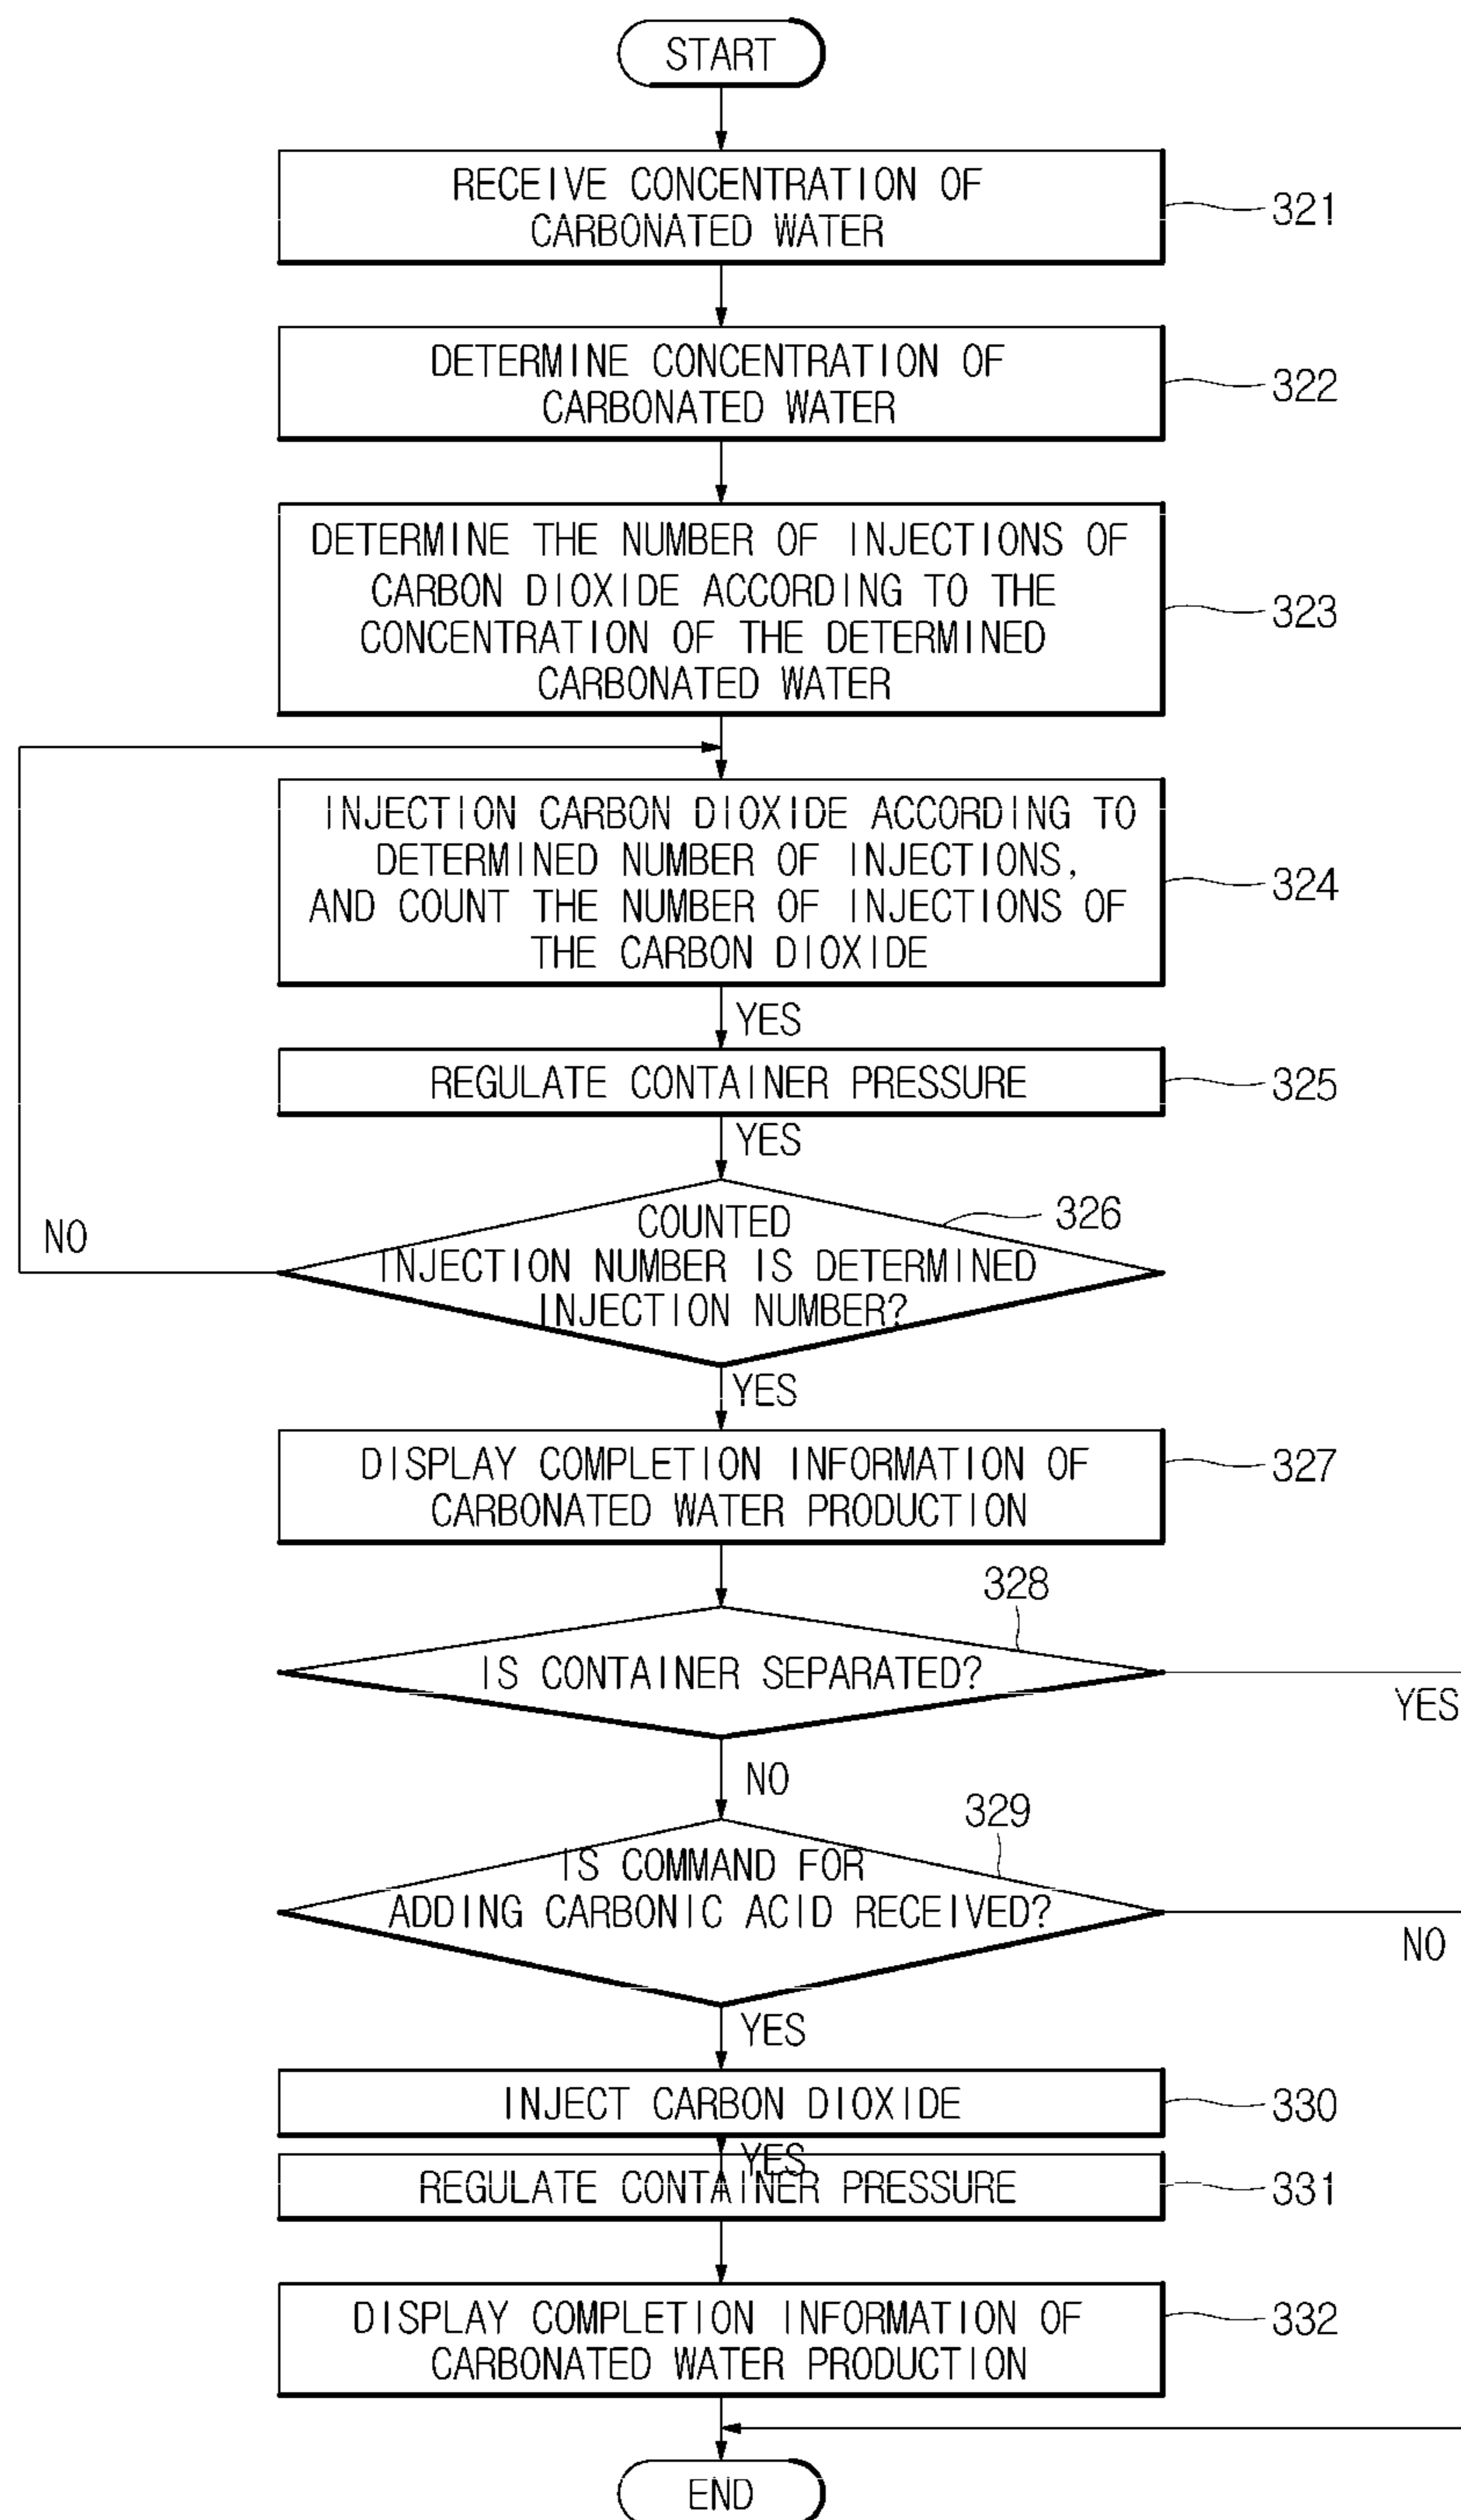 START
RECEIVE CONCENTRATION OF
CARBONATED WATER
321
DETERMINE CONCENTRATION OF
CARBONATED WATER
322
DETERMINE THE NUMBER OF INJECTIONS OF
CARBON DIOXIDE ACCORDING TO THE
CONCENTRATION OF THE DETERMINED
CARBONATED WATER
323
INJECTION CARBON DIOXIDE ACCORDING TO
DETERMINED NUMBER OF INJECTIONS,
AND COUNT THE NUMBER OF INJECTIONS OF
THE CARBON DIOXIDE
324
YES
REGULATE CONTAINER PRESSURE
325
YES
326
COUNTED
INJECTION NUMBER IS DETERMINED
INJECTION NUMBER?
NO
YES
DISPLAY COMPLETION INFORMATION OF
CARBONATED WATER PRODUCTION
327
328
IS CONTAINER SEPARATED?
YES
NO
329
IS COMMAND FOR
ADDING CARBONIC ACID RECEIVED?
NO
YES
INJECT CARBON DIOXIDE
330
YES
REGULATE CONTAINER PRESSURE
331
DISPLAY COMPLETION INFORMATION OF
CARBONATED WATER PRODUCTION
332
END